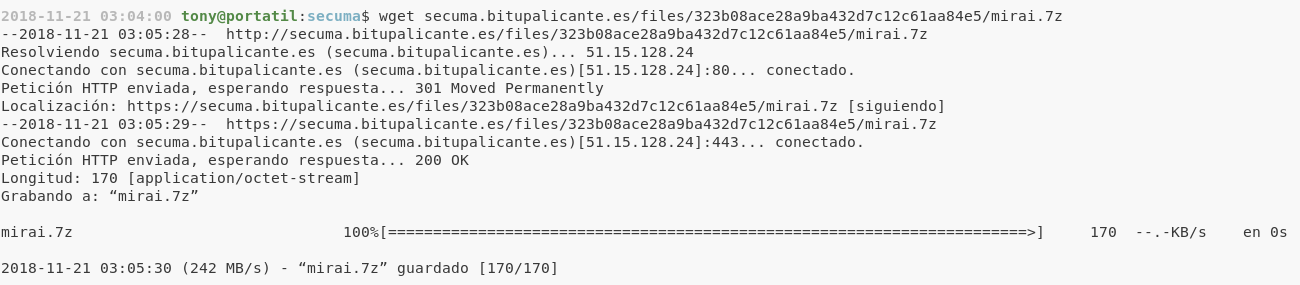 2018-11-21 03:04:00 tony@portatil:secuma$ wget secuma.bitupalicante.es/files/323b08ace28a9ba432d7c12c61aa84e5/mirai.7z
--2018-11-21 03:05:28--  http://secuma.bitupalicante.es/files/323b08ace28a9ba432d7c12c61aa84e5/mirai.7z
Resolviendo secuma.bitupalicante.es (secuma.bitupalicante.es)... 51.15.128.24
Conectando con secuma.bitupalicante.es (secuma.bitupalicante.es)[51.15.128.24]:80... conectado.
Petición HTTP enviada, esperando respuesta... 301 Moved Permanently
Localización: https://secuma.bitupalicante.es/files/323b08ace28a9ba432d7c12c61aa84e5/mirai.7z [siguiendo]
--2018-11-21 03:05:29--  https://secuma.bitupalicante.es/files/323b08ace28a9ba432d7c12c61aa84e5/mirai.7z
Conectando con secuma.bitupalicante.es (secuma.bitupalicante.es)[51.15.128.24]:443... conectado.
Petición HTTP enviada, esperando respuesta... 200 OK
Longitud: 170 [application/octet-stream]
Grabando a: “mirai.7z”
mirai.7z                              100%[=======================================================================>]     170  --.-KB/s    en 0s
2018-11-21 03:05:30 (242 MB/s) - “mirai.7z” guardado [170/170]